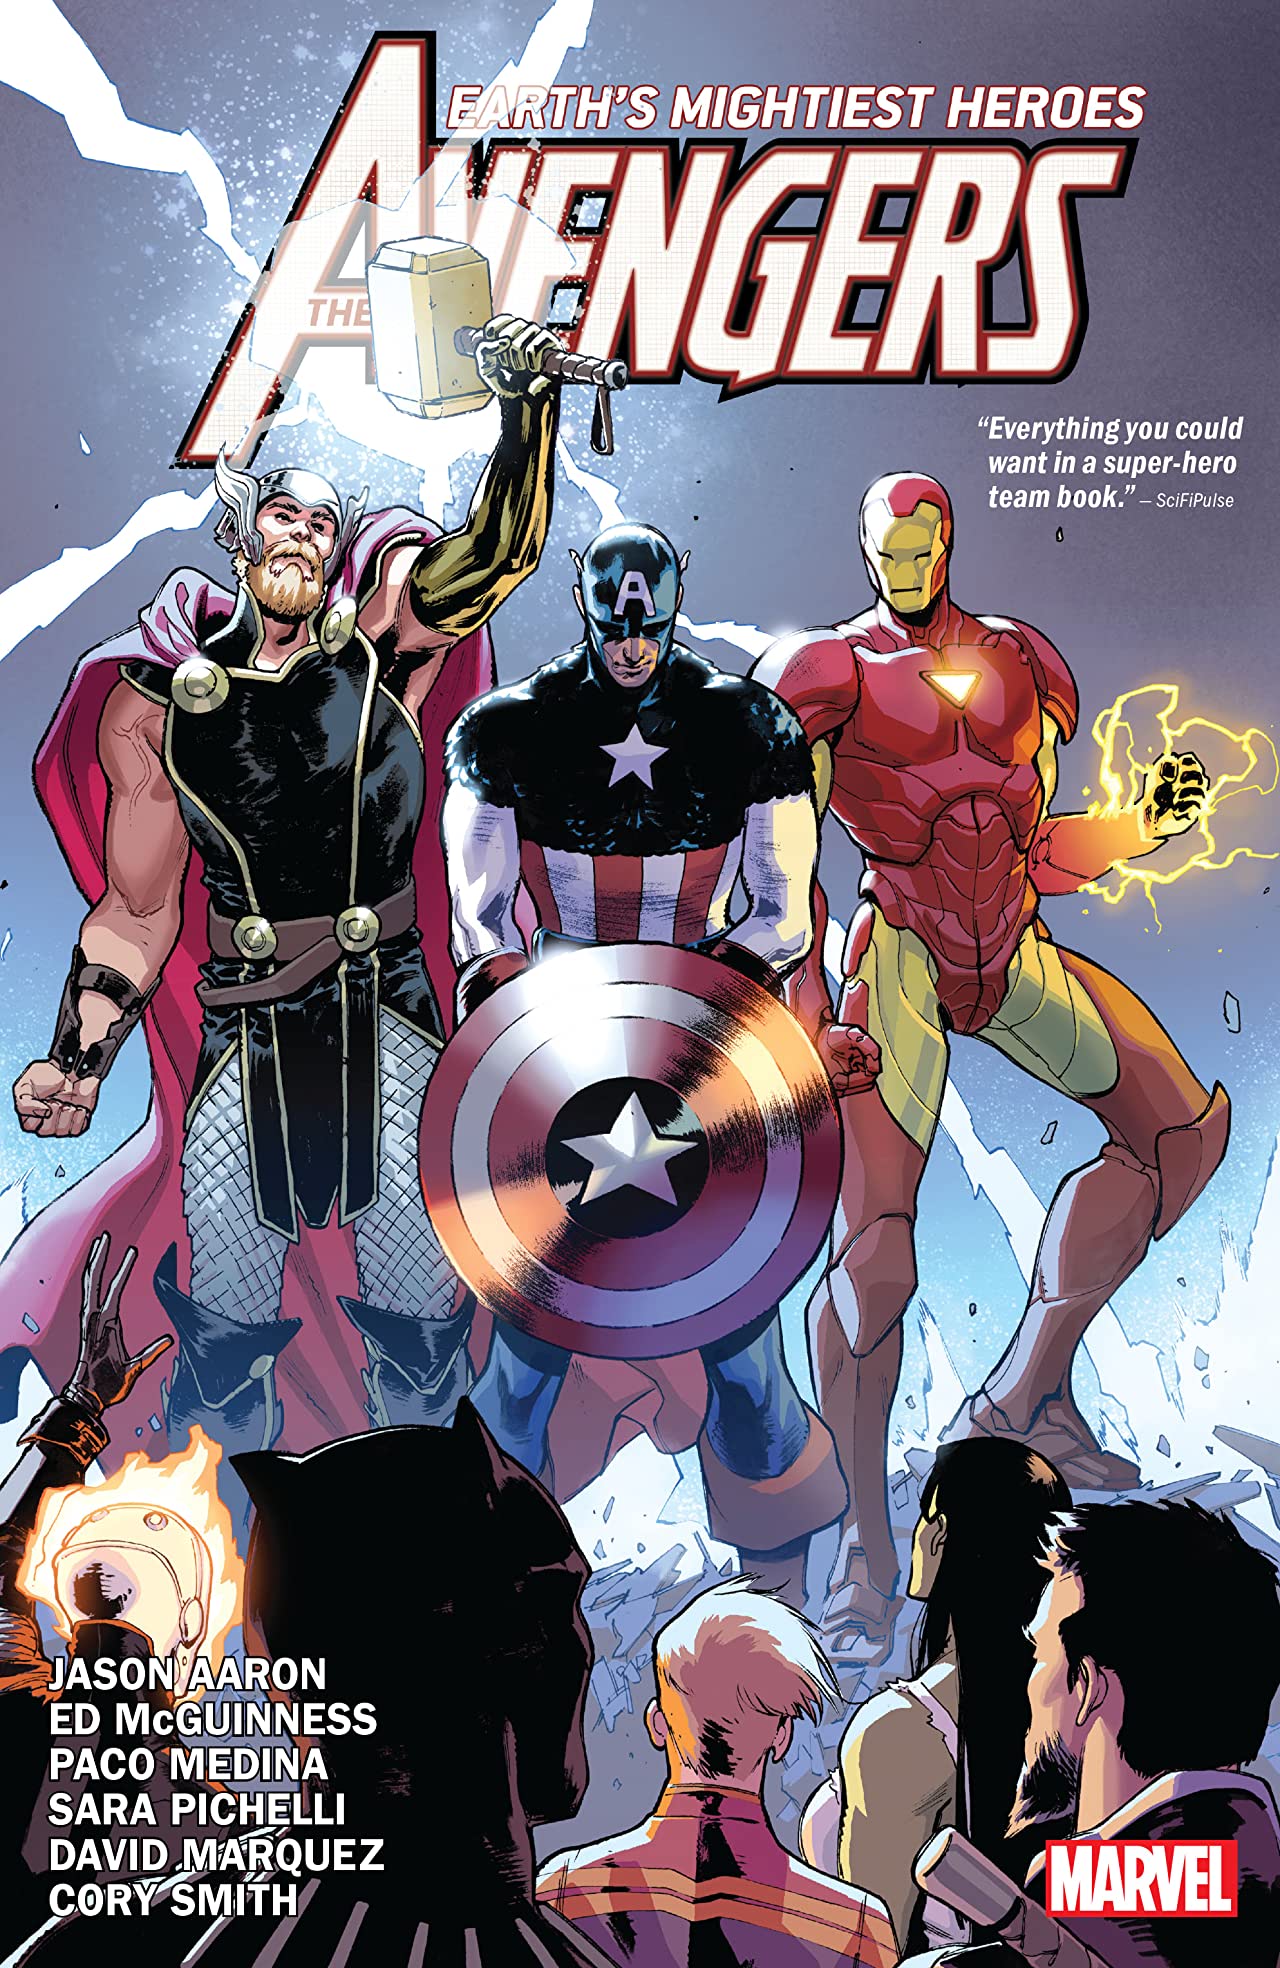 EARTH'S MIGHTIEST HEROES
THE AVENGERS
"Everything you could
want in a super-hero
team book." – SciFiPulse
A
JASON AARON
ED McGUINNESS
PACO MEDINA
SARA PICHELLI
DAVID MARQUEZ
CORY SMITH
MARVEL